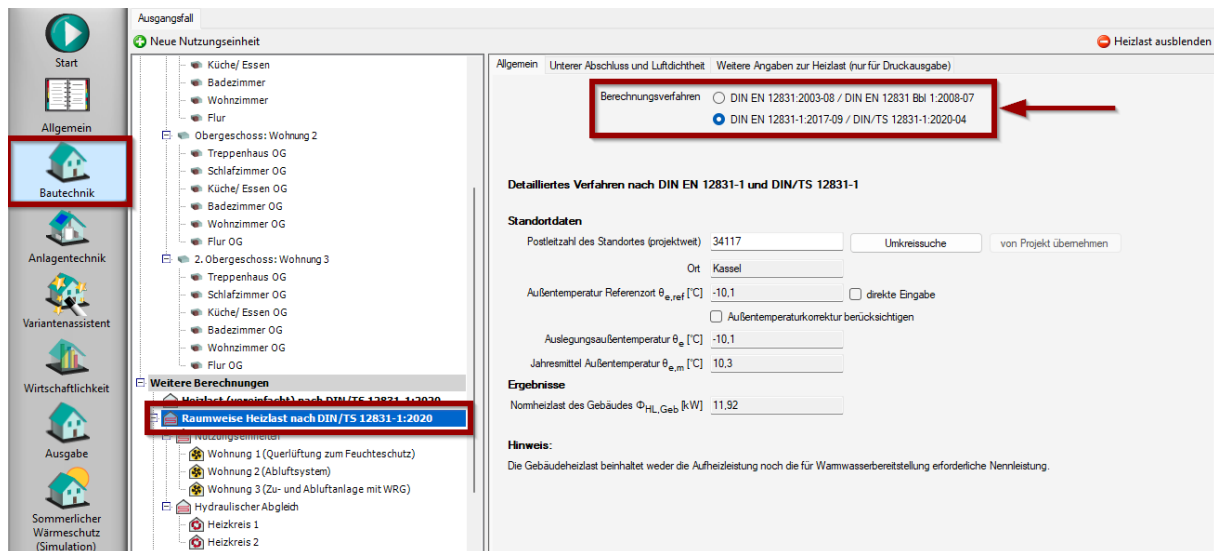 Start
Allgemein
Bautechnik
Anlagentechnik
Variantenassistent
Wirtschaftlichkeit
Ausgabe
Sommerlicher
Wärmeschutz
(Simulation)
Ausgangsfall
Neue Nutzungseinheit
Heizlast ausblenden
Küche/ Essen
Badezimmer
Wohnzimmer
Flur
Obergeschoss: Wohnung 2
Treppenhaus OG
Schlafzimmer OG
Küche/ Essen OG
Badezimmer OG
Wohnzimmer OG
Flur OG
2. Obergeschoss: Wohnung 3
Treppenhaus OG
Schlafzimmer OG
Küche/ Essen OG
Badezimmer OG
Wohnzimmer OG
Flur OG
Weitere Berechnungen
Heizlast (vereinfacht) nach DIN/TS 12831-1:2020
Raumweise Heizlast nach DIN/TS 12831-1:2020
Nutzungseinheiten
Wohnung 1 (Querlüftung zum Feuchteschutz)
Wohnung 2 (Abluftsystem)
Wohnung 3 (Zu- und Abluftanlage mit WRG)
Hydraulischer Abgleich
Heizkreis 1
Heizkreis 2
Allgemein Unterer Abschluss und Luftdichtheit Weitere Angaben zur Heizlast (nur für Druckausgabe)
Berechnungsverfahren DIN EN 12831:2003-08 / DIN EN 12831 Bbl 1:2008-07
DIN EN 12831-1:2017-09 / DIN/TS 12831-1:2020-04
Detailliertes Verfahren nach DIN EN 12831-1 und DIN/TS 12831-1
Standortdaten
Postleitzahl des Standortes (projektweit) 34117 Umkreissuche von Projekt übernehmen
Ort Kassel
Außentemperatur Referenzort θe,ref [°C] -10,1 direkte Eingabe
Außentemperaturkorrektur berücksichtigen
Auslegungsaußentemperatur θe [°C] -10,1
Jahresmittel Außentemperatur θe,m [°C] 10,3
Ergebnisse
Normheizlast des Gebäudes ΦHL,Geb [kW] 11,92
Hinweis:
Die Gebäudeheizlast beinhaltet weder die Aufheizleistung noch die für Warmwasserbereitstellung erforderliche Nennleistung.